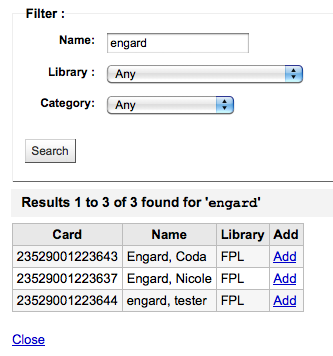 Filter :
Name: engard
Library : Any
Category: Any
Search
Results 1 to 3 of 3 found for 'engard'
Card Name Library Add
23529001223643 Engard, Coda FPL Add
23529001223637 Engard, Nicole FPL Add
23529001223644 engard, tester FPL Add
Close